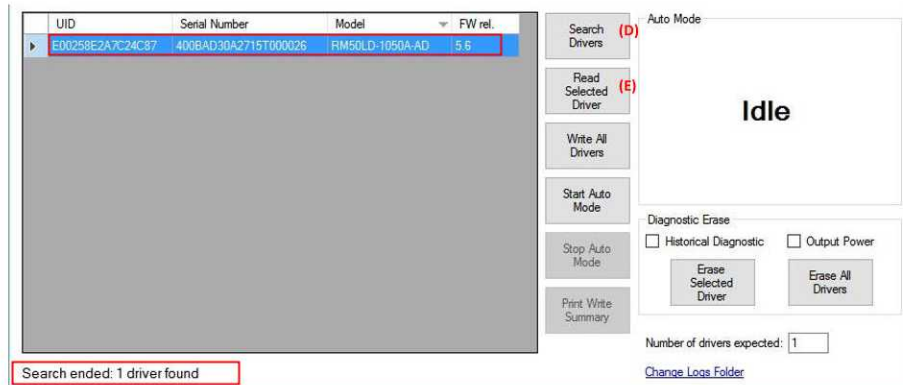 UID Serial Number Model FW rel.
E00258E2A7C24C87 400BAD30A2715T000026 RM50LD-1050A-AD 5.6
Search
Drivers
(D)
Read
Selected
Driver
(E)
Write All
Drivers
Start Auto
Mode
Stop Auto
Mode
Print Write
Summary
Auto Mode
Idle
Diagnostic Erase
Historical Diagnostic Output Power
Erase
Selected
Driver
Erase All
Drivers
Number of drivers expected: 1
Change Logs Folder
Search ended: 1 driver found